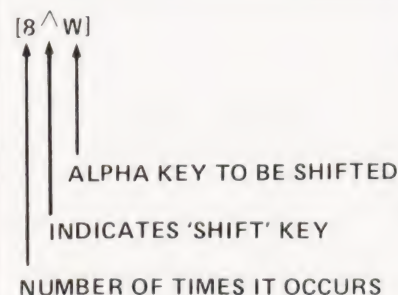 [8^W]
ALPHA KEY TO BE SHIFTED
INDICATES 'SHIFT' KEY
NUMBER OF TIMES IT OCCURS